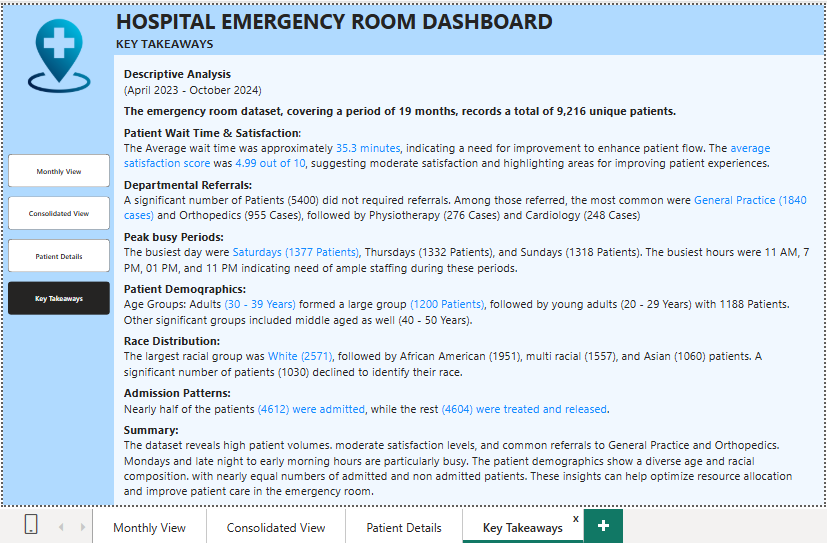 HOSPITAL EMERGENCY ROOM DASHBOARD
KEY TAKEAWAYS
Monthly View
Consolidated View
Patient Details
Key Takeaways
Descriptive Analysis
(April 2023 - October 2024)
The emergency room dataset, covering a period of 19 months, records a total of 9,216 unique patients.
Patient Wait Time & Satisfaction:
The Average wait time was approximately 35.3 minutes, indicating a need for improvement to enhance patient flow. The average
satisfaction score was 4.99 out of 10, suggesting moderate satisfaction and highlighting areas for improving patient experiences.
Departmental Referrals:
A significant number of Patients (5400) did not required referrals. Among those referred, the most common were General Practice (1840
cases) and Orthopedics (955 Cases), followed by Physiotherapy (276 Cases) and Cardiology (248 Cases)
Peak busy Periods:
The busiest day were Saturdays (1377 Patients), Thursdays (1332 Patients), and Sundays (1318 Patients). The busiest hours were 11 AM, 7
PM, 01 PM, and 11 PM indicating need of ample staffing during these periods.
Patient Demographics:
Age Groups: Adults (30 - 39 Years) formed a large group (1200 Patients), followed by young adults (20 - 29 Years) with 1188 Patients.
Other significant groups included middle aged as well (40 - 50 Years).
Race Distribution:
The largest racial group was White (2571), followed by African American (1951), multi racial (1557), and Asian (1060) patients. A
significant number of patients (1030) declined to identify their race.
Admission Patterns:
Nearly half of the patients (4612) were admitted, while the rest (4604) were treated and released.
Summary:
The dataset reveals high patient volumes. moderate satisfaction levels, and common referrals to General Practice and Orthopedics.
Mondays and late night to early morning hours are particularly busy. The patient demographics show a diverse age and racial
composition. with nearly equal numbers of admitted and non admitted patients. These insights can help optimize resource allocation
and improve patient care in the emergency room.
Monthly View
Consolidated View
Patient Details
Key Takeaways
x
+